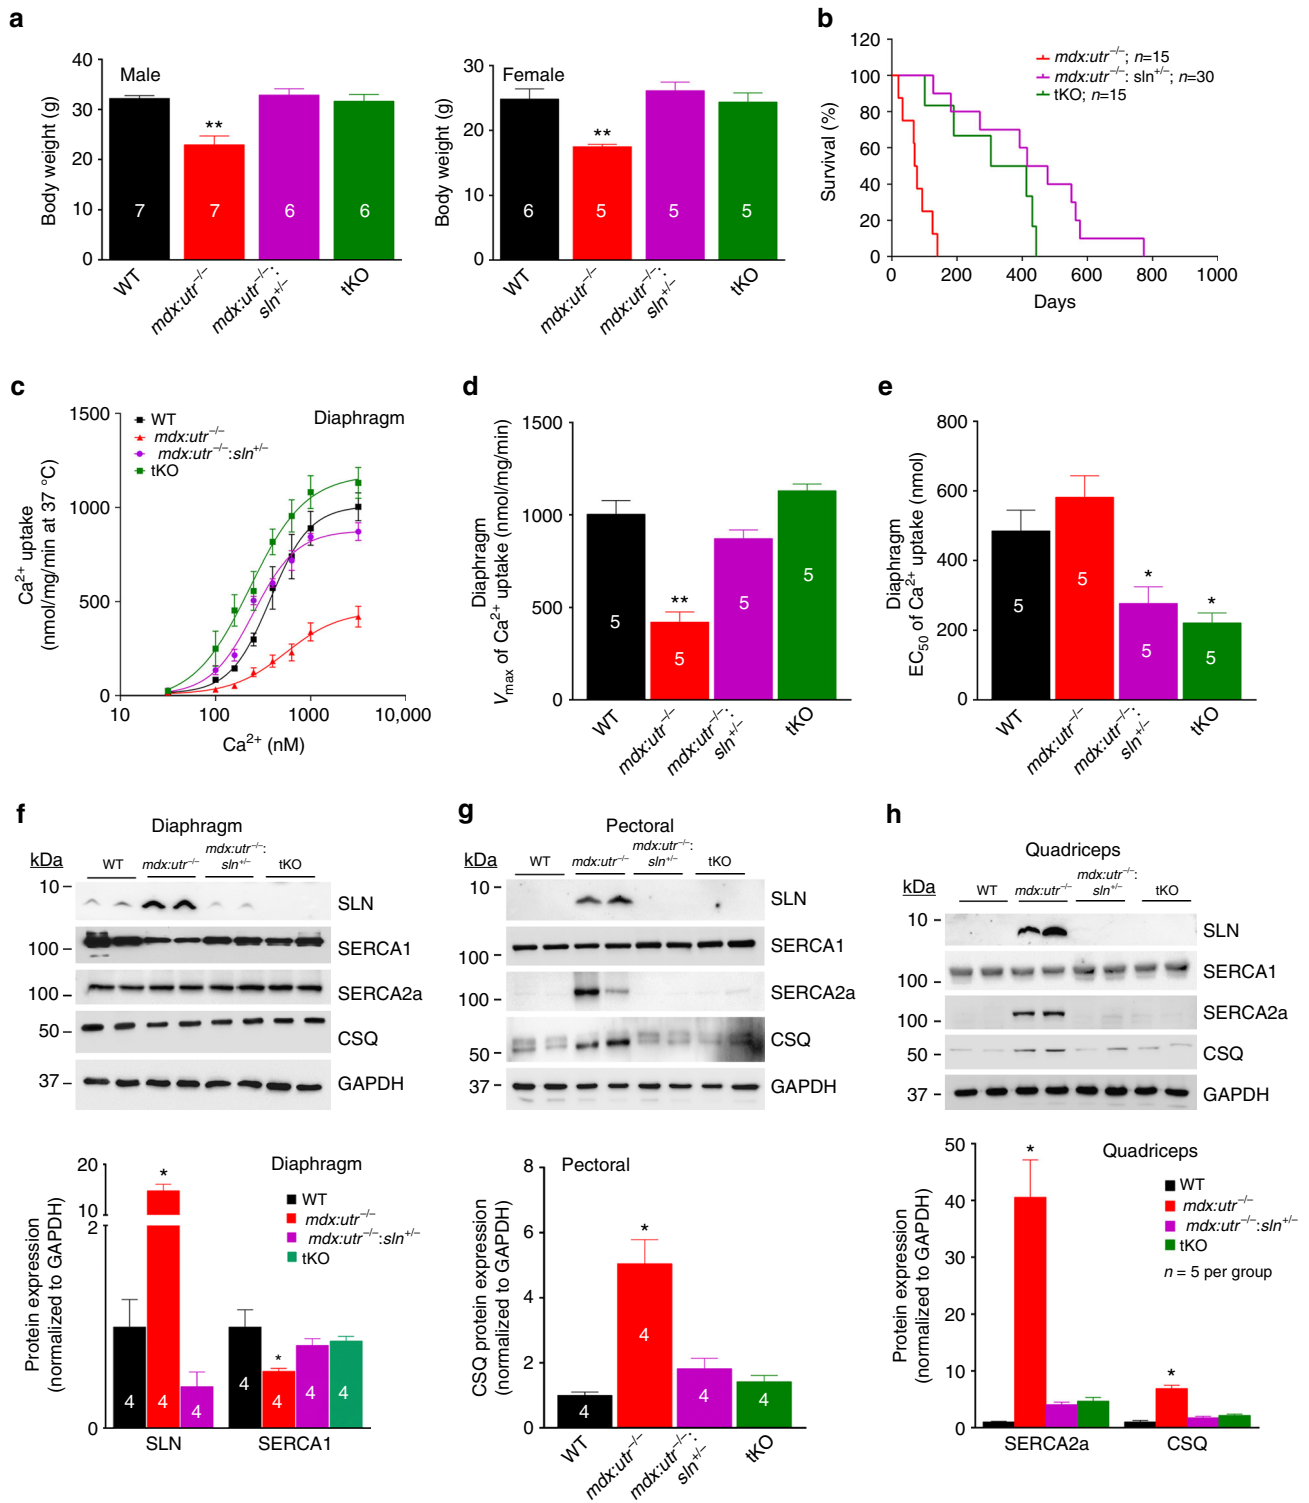 a
Body weight (g)
40
30
20
10
0
Male
**
7
7
6
6
WT
mdx:utr−/−
mdx:utr−/−:
sln+/−
tKO
Body weight (g)
30
20
10
0
Female
**
6
5
5
5
WT
mdx:utr−/−
mdx:utr−/−:
sln+/−
tKO
b
Survival (%)
120
100
80
60
40
20
0
mdx:utr−/−; n=15
mdx:utr−/−: sln+/−; n=30
tKO; n=15
0 200 400 600 800 1000
Days
c
Ca2+ uptake
(nmol/mg/min at 37 °C)
1500
1000
500
0
WT
mdx:utr−/−
mdx:utr−/−:sln+/−
tKO
Diaphragm
10 100 1000 10,000
Ca2+ (nM)
d
Diaphragm
Vmax of Ca2+ uptake (nmol/mg/min)
1500
1000
500
0
**
5
5
5
5
WT
mdx:utr−/−
mdx:utr−/−:
sln+/−
tKO
e
Diaphragm
EC50 of Ca2+ uptake (nmol)
800
600
400
200
0
*
*
5
5
5
5
WT
mdx:utr−/−
mdx:utr−/−:
sln+/−
tKO
f
Diaphragm
kDa
WT
mdx:utr−/−
mdx:utr−/−:
sln+/−
tKO
10
SLN
100
SERCA1
100
SERCA2a
50
CSQ
37
GAPDH
Protein expression
(normalized to GAPDH)
20
10
2
0
*
*
Diaphragm
WT
mdx:utr−/−
mdx:utr−/−:sln+/−
tKO
4
4
4
4
4
4
4
SLN
SERCA1
g
Pectoral
kDa
WT
mdx:utr−/−
mdx:utr−/−:
sln+/−
tKO
10
SLN
100
SERCA1
100
SERCA2a
50
CSQ
37
GAPDH
CSQ protein expression
(normalized to GAPDH)
8
6
4
2
0
Pectoral
*
4
4
4
4
WT
mdx:utr−/−
mdx:utr−/−:
sln+/−
tKO
h
Quadriceps
kDa
WT
mdx:utr−/−
mdx:utr−/−:
sln+/−
tKO
10
SLN
100
SERCA1
100
SERCA2a
50
CSQ
37
GAPDH
Protein expression
(normalized to GAPDH)
50
40
30
20
10
0
*
*
Quadriceps
WT
mdx:utr−/−
mdx:utr−/−:sln+/−
tKO
n = 5 per group
SERCA2a
CSQ